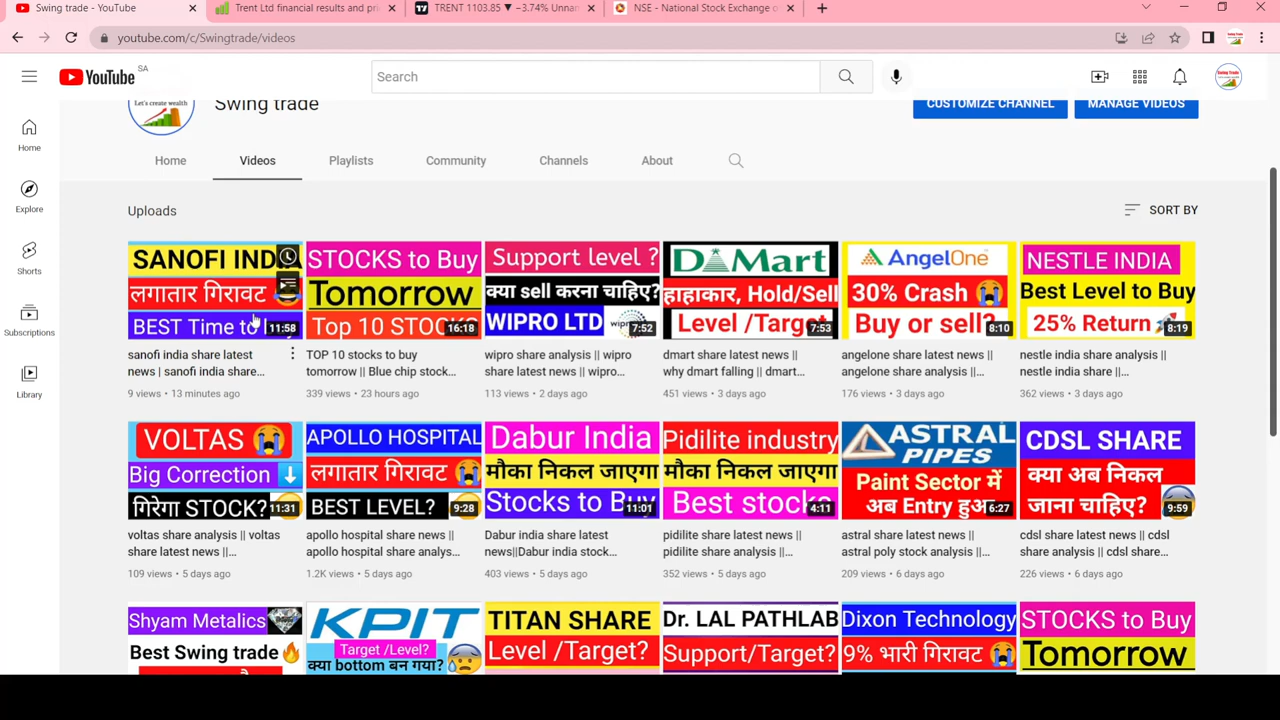 Swing trade - YouTube
Trent Ltd financial results and pri
TRENT 1103.85 ▼ −3.74% Unnan
NSE - National Stock Exchange o
youtube.com/c/Swingtrade/videos
YouTube SA
Search
Let's create wealth
Swing trade
CUSTOMIZE CHANNEL
MANAGE VIDEOS
Home
Explore
Shorts
Subscriptions
Library
Home Videos Playlists Community Channels About
Uploads
SORT BY
SANOFI INDIA
लगातार गिरावट
BEST Time to
11:58
STOCKS to Buy
Tomorrow
Top 10 STOCKS
16:18
Support level ?
क्या sell करना चाहिए?
WIPRO LTD
wipro
7:52
DMart
हाहाकार, Hold/Sell
Level /Target
7:53
AngelOne
30% Crash
Buy or sell?
8:10
NESTLE INDIA
Best Level to Buy
25% Return
8:19
sanofi india share latest
news | sanofi india share...
9 views • 13 minutes ago
TOP 10 stocks to buy
tomorrow || Blue chip stock...
339 views • 23 hours ago
wipro share analysis || wipro
share latest news || wipro...
113 views • 2 days ago
dmart share latest news ||
why dmart falling || dmart...
451 views • 3 days ago
angelone share latest news ||
angelone share analysis ||...
176 views • 3 days ago
nestle india share analysis ||
nestle india share ||...
362 views • 3 days ago
VOLTAS
Big Correction
गिरेगा STOCK?
11:31
APOLLO HOSPITAL
लगातार गिरावट
BEST LEVEL?
9:28
Dabur India
मौका निकल जाएगा
Stocks to Buy
11:01
Pidilite industry
मौका निकल जाएगा
Best stocks
4:11
ASTRAL
PIPES
Paint Sector में
अब Entry हुआ
6:27
CDSL SHARE
क्या अब निकल
जाना चाहिए?
9:59
voltas share analysis || voltas
share latest news ||...
109 views • 5 days ago
apollo hospital share news ||
apollo hospital share analys...
1.2K views • 5 days ago
Dabur india share latest
news||Dabur india stock...
403 views • 5 days ago
pidilite share latest news ||
pidilite share analysis ||...
352 views • 5 days ago
astral share latest news ||
astral poly stock analysis ||...
209 views • 6 days ago
cdsl share latest news || cdsl
share analysis || cdsl share...
226 views • 6 days ago
Shyam Metalics
Best Swing trade
KPIT
Target /Level?
क्या bottom बन गया?
TITAN SHARE
Level /Target?
Dr. LAL PATHLAB
Support/Target?
Dixon Technology
9% भारी गिरावट
STOCKS to Buy
Tomorrow